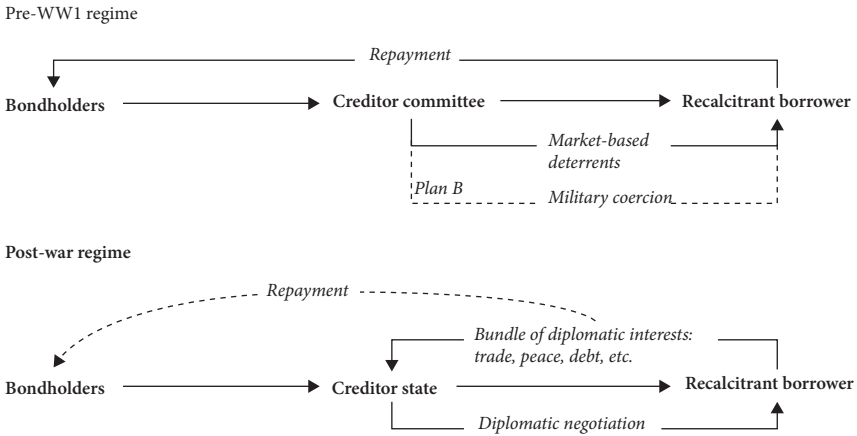 Pre-WW1 regime
Repayment
Bondholders
Creditor committee
Recalcitrant borrower
Market-based
deterrents
Plan B
Military coercion
Post-war regime
Repayment
Bundle of diplomatic interests:
trade, peace, debt, etc.
Bondholders
Creditor state
Recalcitrant borrower
Diplomatic negotiation